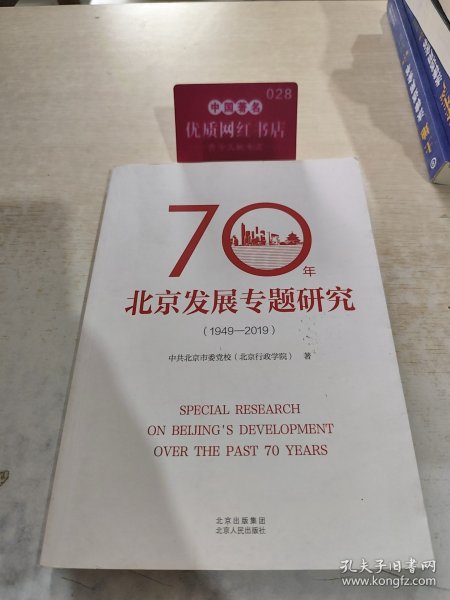 028
中国著名
优质网红书店
70年
北京发展专题研究
(1949—2019)
中共北京市委党校(北京行政学院) 著
SPECIAL RESEARCH
ON BEIJING'S DEVELOPMENT
OVER THE PAST 70 YEARS
北京出版集团
北京人民出版社
孔夫子旧书网
www.kongfz.com